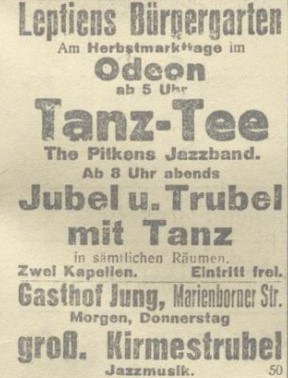 Leptiens Bürgergarten
Am Herbstmarkttage im
Odeon
ab 5 Uhr
Tanz-Tee
The Pitkens Jazzband.
Ab 8 Uhr abends
Jubel u. Trubel
mit Tanz
in sämtlichen Räumen.
Zwei Kapellen. Eintritt frei.
Gasthof Jung, Marienborner Str.
Morgen, Donnerstag
groß. Kirmestrubel
Jazzmusik. 50